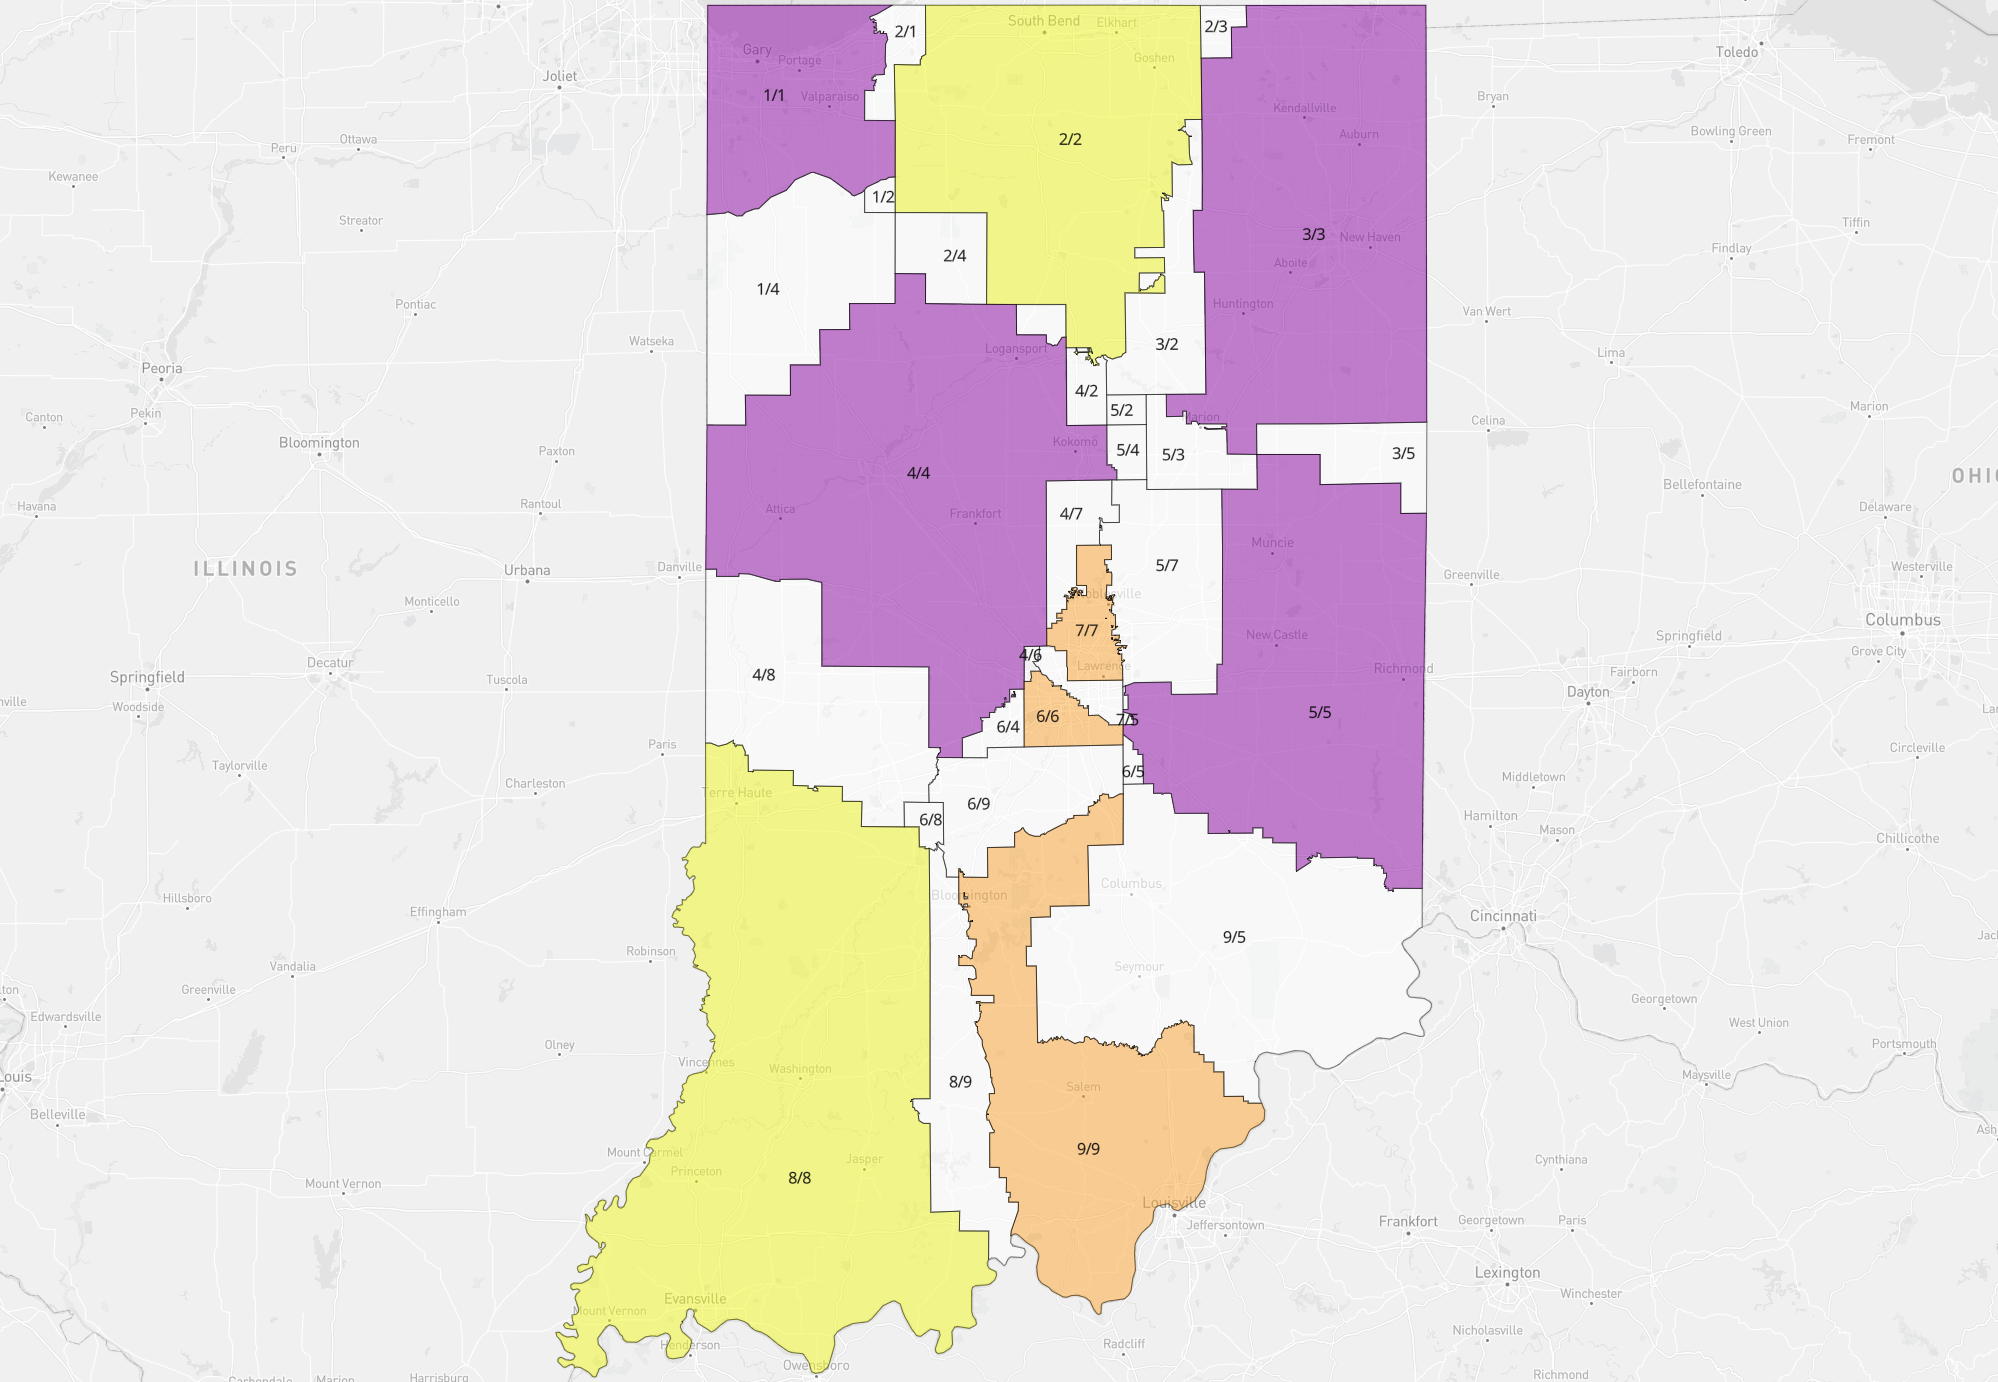 South Bend
Elkhart
Toledo
2/1
2/3
Gary
Portage
Goshen
Joliet
1/1
Valparaiso
Kendallville
Bryan
Auburn
Bowling Green
Fremont
Ottawa
Peru
2/2
Kewanee
1/2
Streator
Tiffin
3/3
New Haven
Findlay
2/4
Aboite
1/4
Pontiac
Huntington
Van Wert
Watseka
3/2
Logansport
Lima
Peoria
4/2
Canton
Pekin
5/2
Marion
Celina
Bloomington
Kokomo
5/4
5/3
3/5
Paxton
4/4
OHIO
Bellefontaine
Havana
Rantoul
Attica
Frankfort
4/7
Delaware
Muncie
5/7
ILLINOIS
Urbana
Danville
Greenville
Westerville
Monticello
Noblesville
Columbus
7/7
New Castle
Springfield
4/6
Grove City
Decatur
Lawrence
Richmond
Fairborn
Springfield
Tuscola
4/8
Dayton
Lancaster
Woodside
6/6
7/5
5/5
6/4
Paris
Circleville
Taylorville
6/5
Middletown
Charleston
Terre Haute
6/9
6/8
Hamilton
Mason
Chillicothe
Columbus
Bloomington
Hillsboro
Effingham
Cincinnati
9/5
Robinson
Seymour
Vandalia
Greenville
Georgetown
Edwardsville
West Union
Olney
Portsmouth
Vincennes
Washington
8/9
Louis
Salem
Maysville
Belleville
Mount Carmel
9/9
Jasper
Princeton
8/8
Cynthiana
Mount Vernon
Louisville
Jeffersontown
Frankfort
Georgetown
Paris
Lexington
Winchester
Evansville
Mount Vernon
Nicholasville
Henderson
Radcliff
Owensboro
Carbondale
Marion
Harrisburg
Richmond